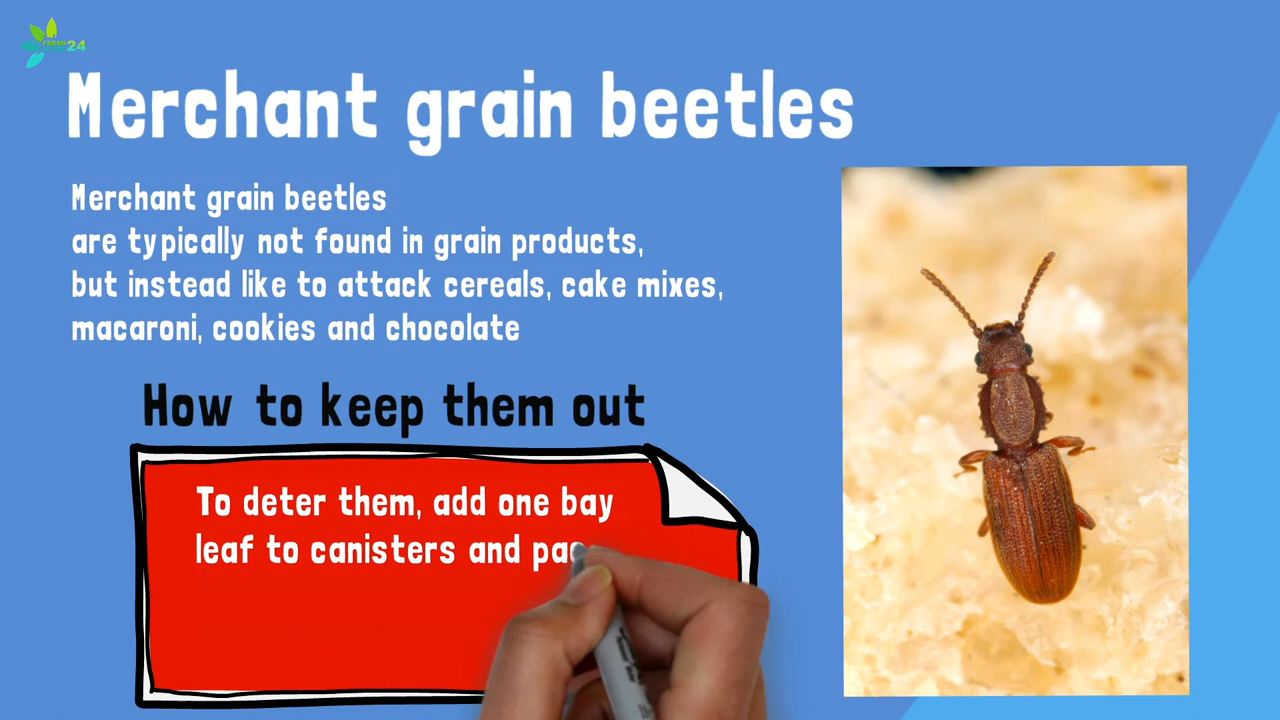 FRESH 24
Merchant grain beetles
Merchant grain beetles
are typically not found in grain products,
but instead like to attack cereals, cake mixes,
macaroni, cookies and chocolate
How to keep them out
To deter them, add one bay
leaf to canisters and pac